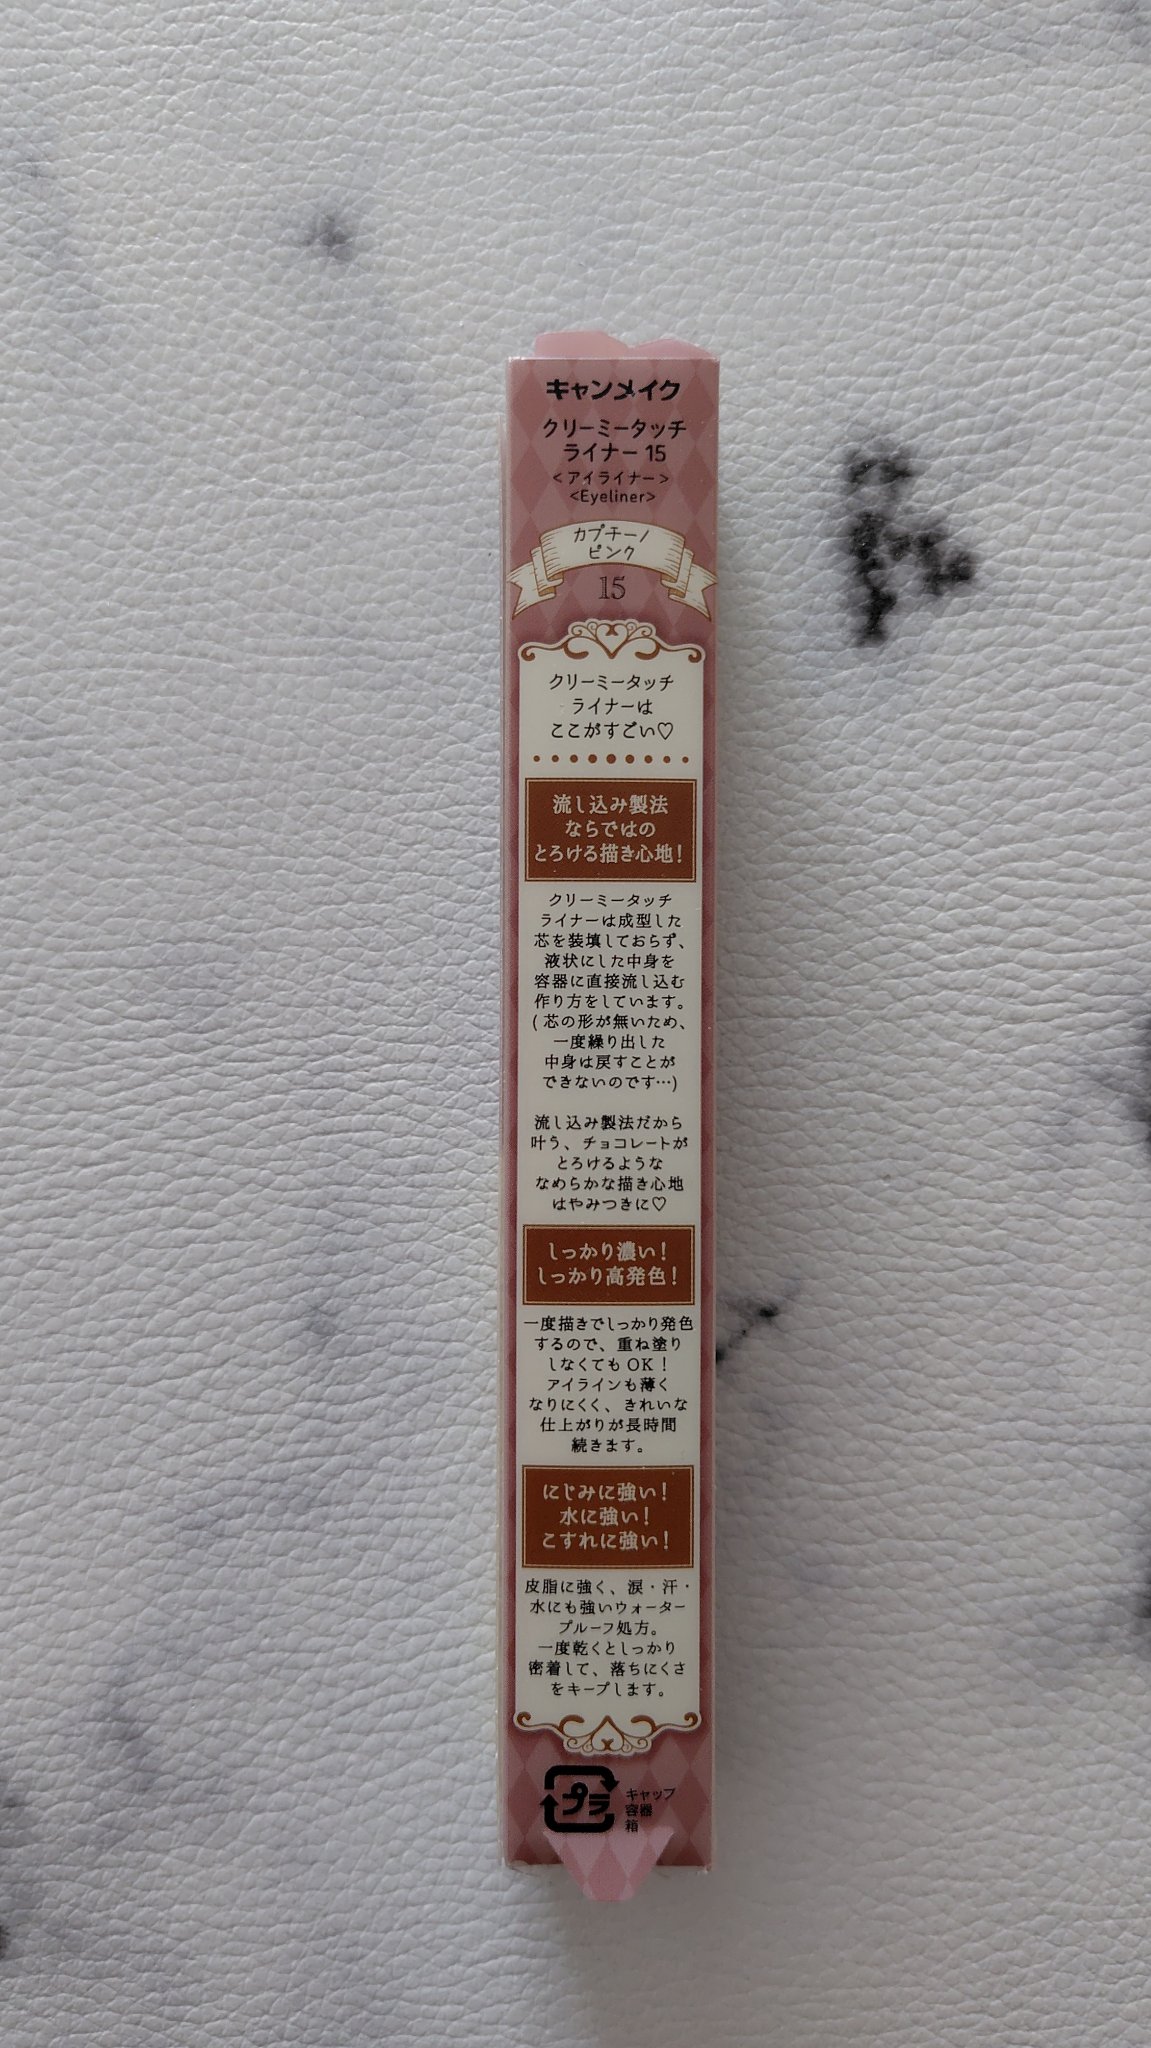 キャンメイク
クリーミータッチ
ライナー 15
<アイライナー>
<Eyeliner>
カプチーノ
ピンク
15
クリーミータッチ
ライナーは
ここがすごい♡
流し込み製法
ならではの
とろける描き心地!
クリーミータッチ
ライナーは成型した
芯を装填しておらず、
液状にした中身を
容器に直接流し込む
作り方をしています。
(芯の形が無いため、
一度繰り出した
中身は戻すことが
できないのです…)
流し込み製法だから
叶う、チョコレートが
とろけるような
なめらかな描き心地
はやみつきに♡
しっかり濃い!
しっかり高発色!
一度描きでしっかり発色
するので、重ね塗り
しなくてもOK!
アイラインも薄く
なりにくく、きれいな
仕上がりが長時間
続きます。
にじみに強い!
水に強い!
こすれに強い!
皮脂に強く、涙・汗・
水にも強いウォーター
プルーフ処方。
一度乾くとしっかり
密着して、落ちにくさ
をキープします。
プラ
キャップ
容器
箱